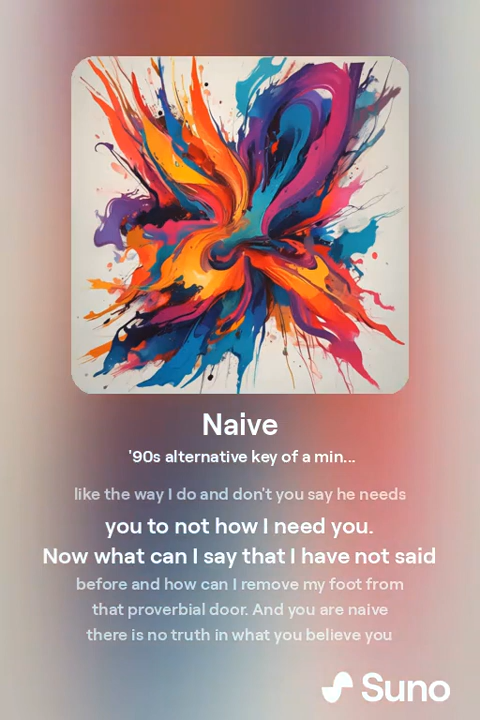 Naive
'90s alternative key of a min...
like the way I do and don't you say he needs
you to not how I need you.
Now what can I say that I have not said
before and how can I remove my foot from
that proverbial door. And you are naive
there is no truth in what you believe you
Suno